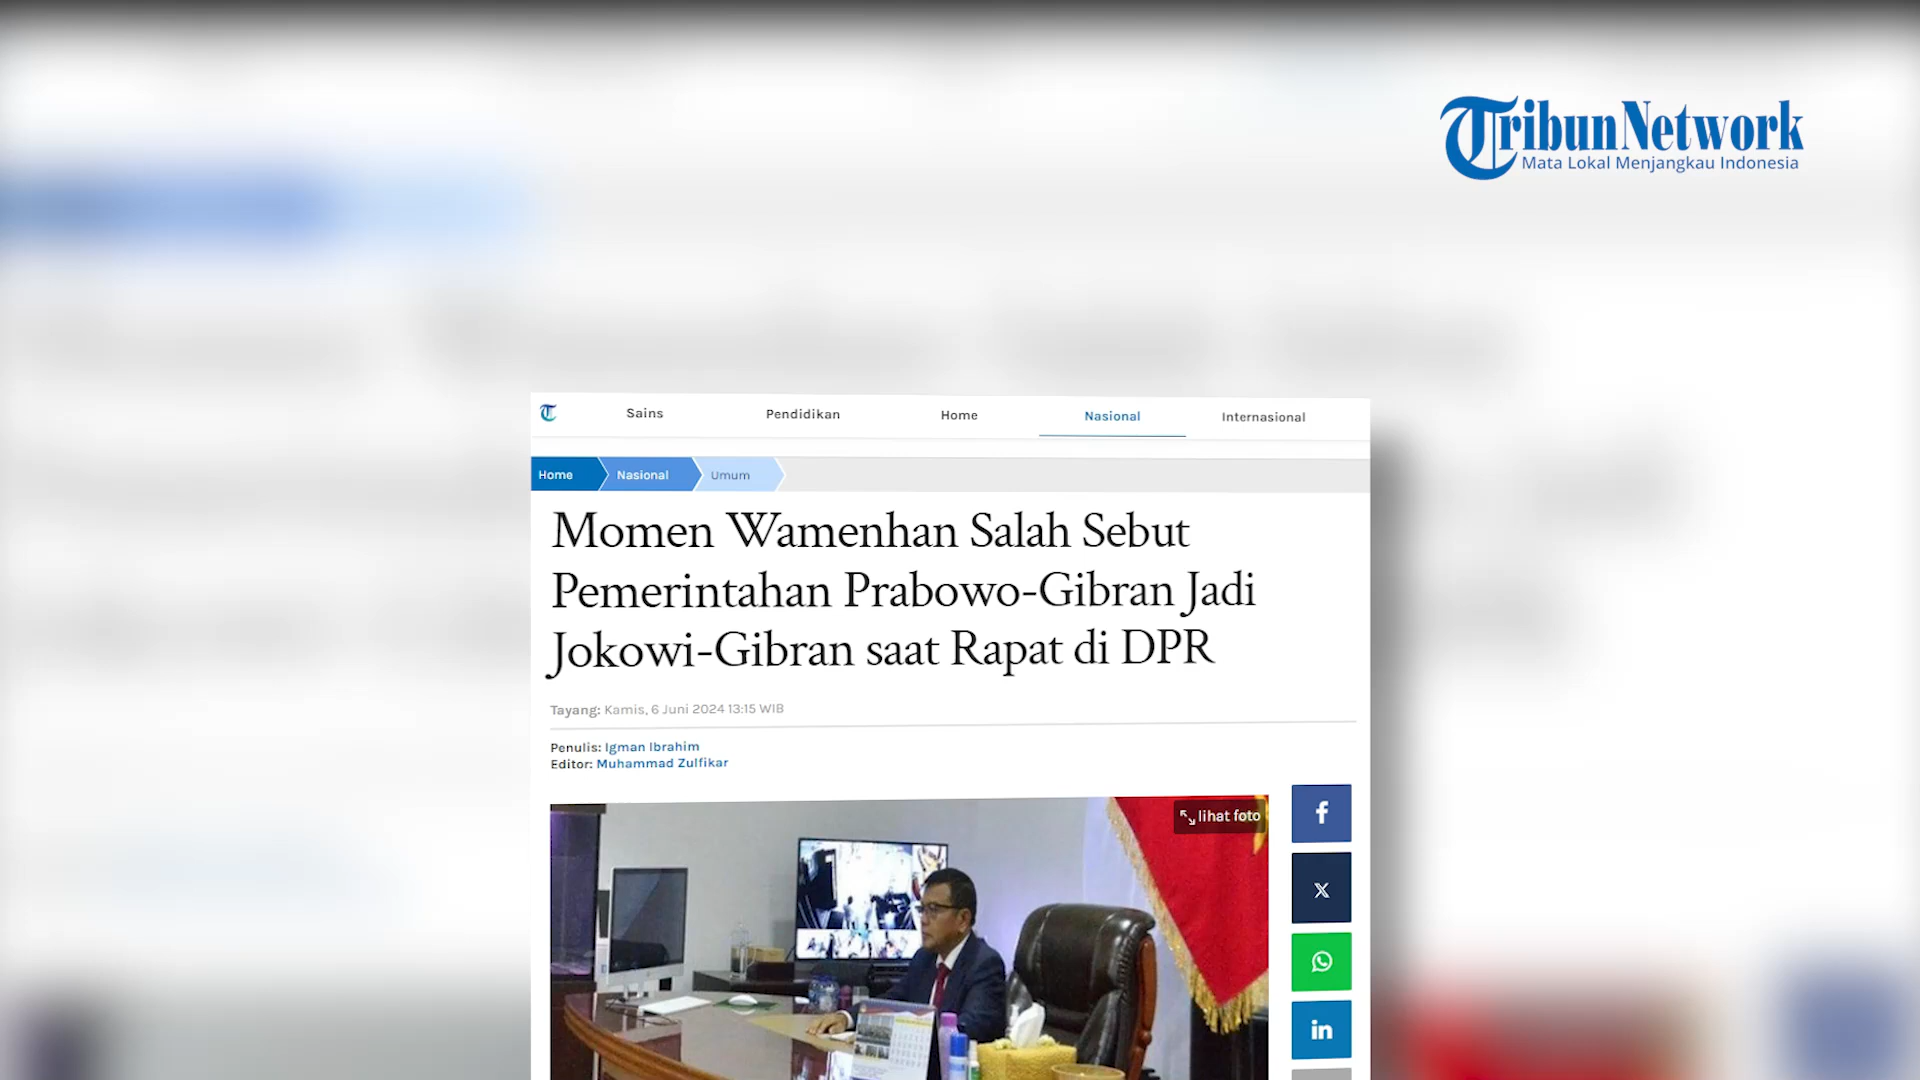 Tribun Network
Mata Lokal Menjangkau Indonesia
Sains Pendidikan Home Nasional Internasional
Home Nasional Umum
Momen Wamenhan Salah Sebut
Pemerintahan Prabowo-Gibran Jadi
Jokowi-Gibran saat Rapat di DPR
Tayang: Kamis, 6 Juni 2024 13:15 WIB
Penulis: Igman Ibrahim
Editor: Muhammad Zulfikar
lihat foto